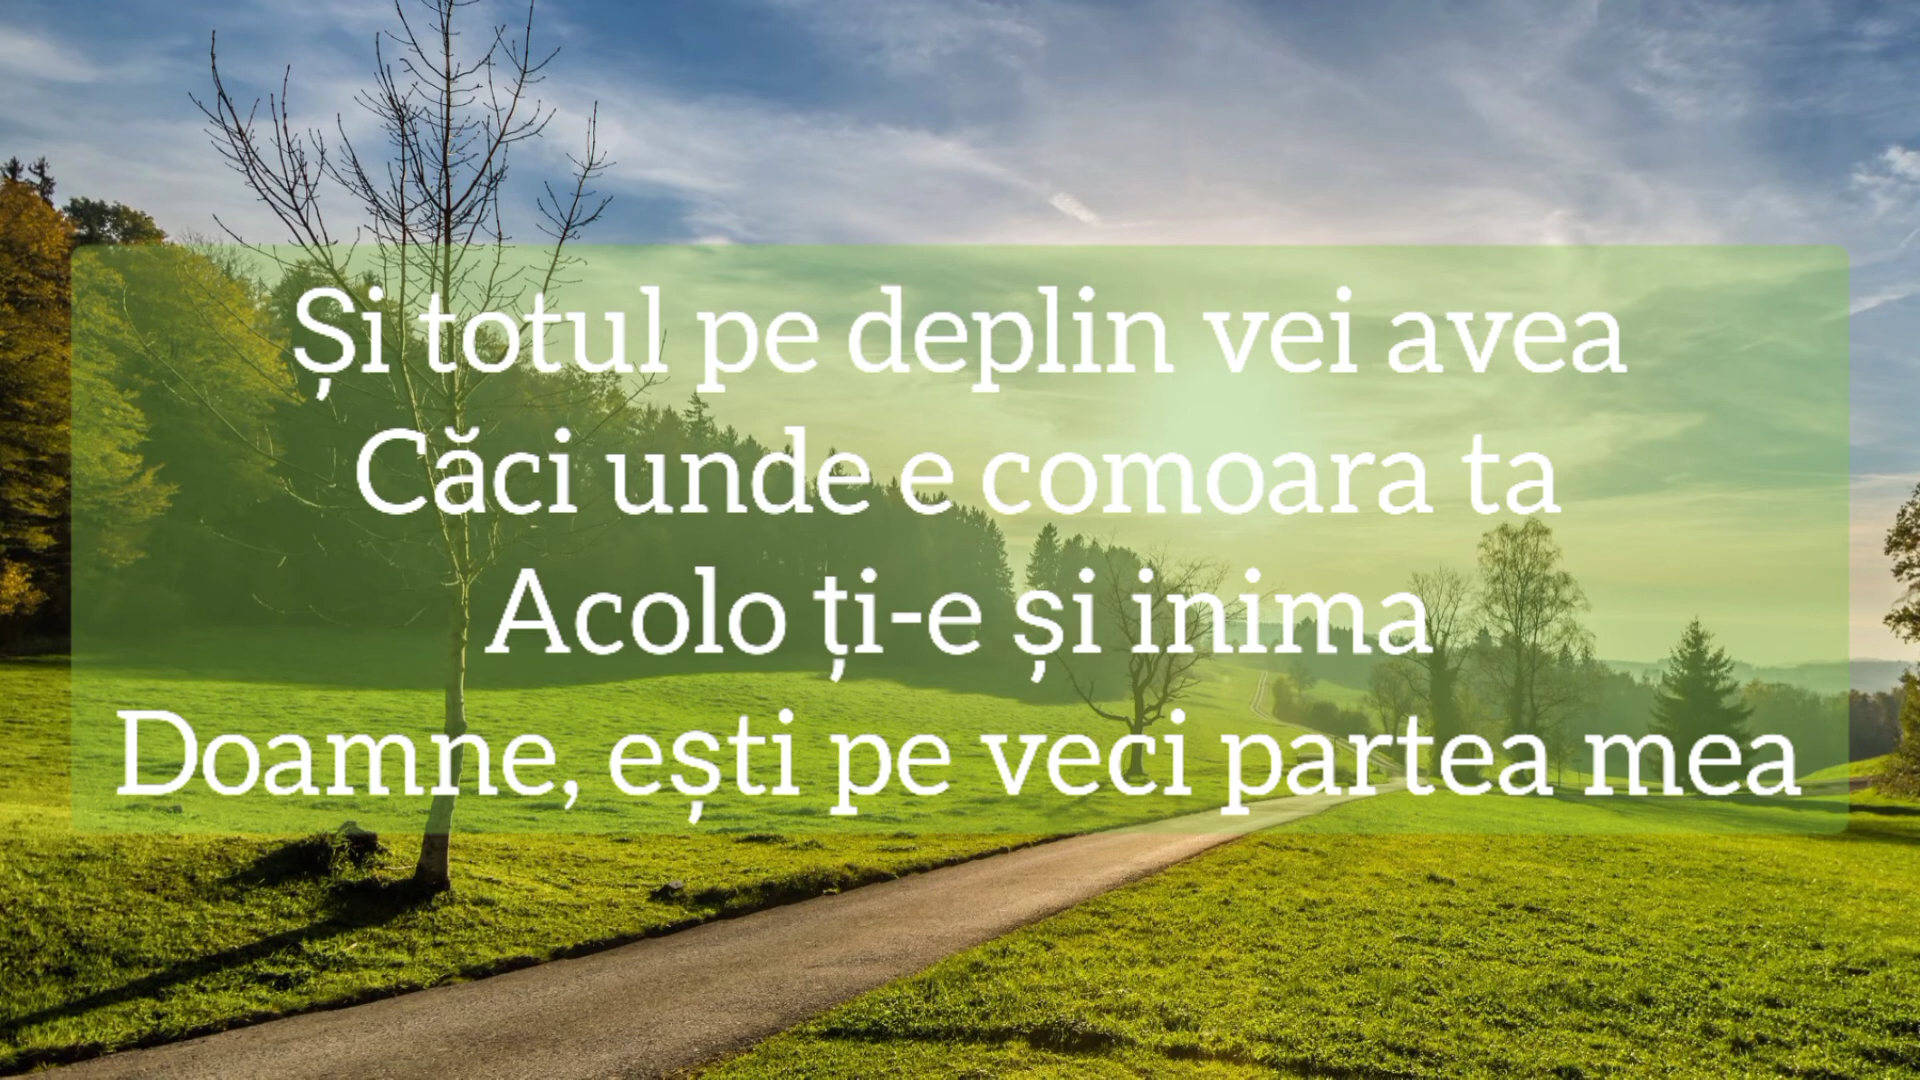 Și totul pe deplin vei avea
Căci unde e comoara ta
Acolo ți-e și inima
Doamne, ești pe veci partea mea